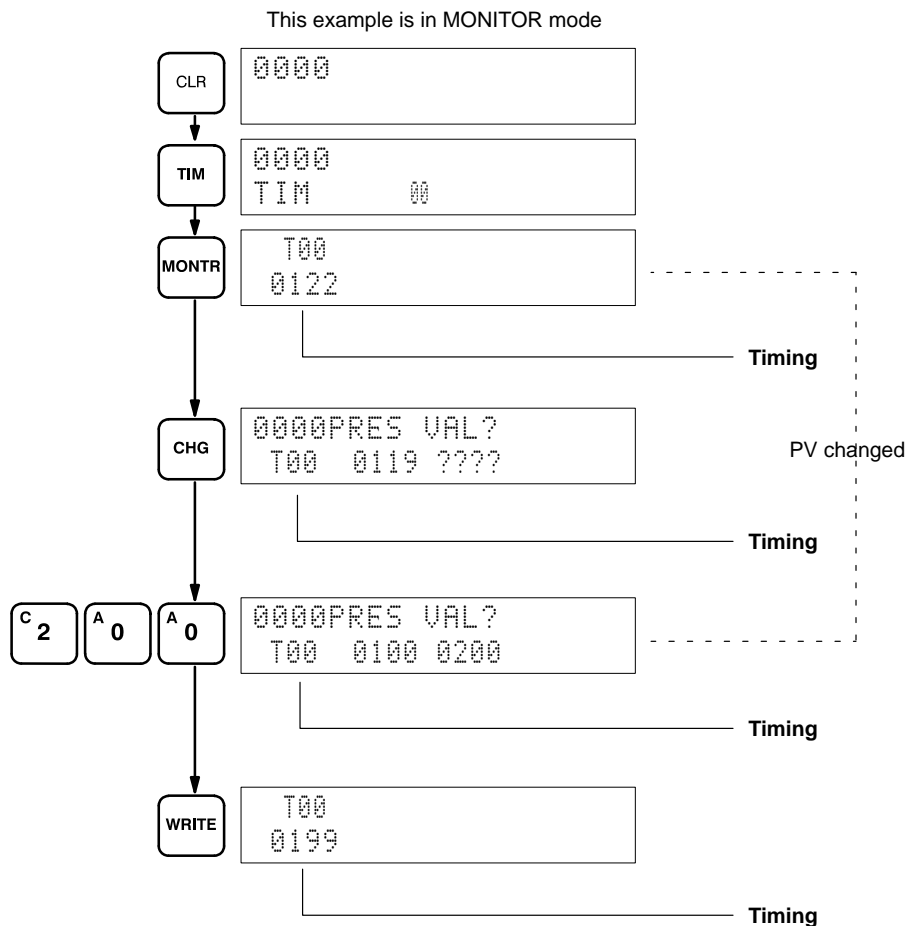 This example is in MONITOR mode
CLR
0000
TIM
0000
TIM 00
MONTR
T00
0122
Timing
CHG
0000PRES VAL?
T00 0119 ????
PV changed
Timing
C 2 A 0 A 0
0000PRES VAL?
T00 0100 0200
Timing
WRITE
T00
0199
Timing